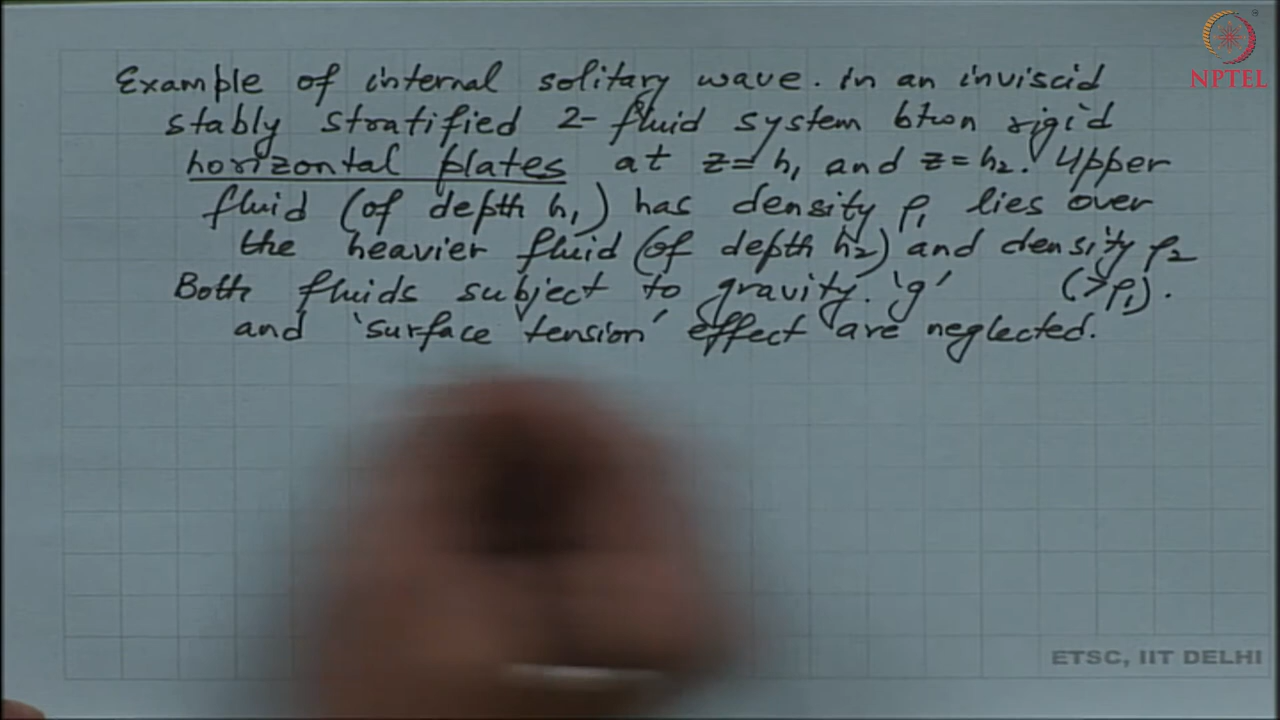 NPTEL
Example of internal solitary wave. In an inviscid
stably stratified 2-fluid system btwn rigid
horizontal plates at z=h₁ and z=h₂. Upper
fluid (of depth h₁) has density ρ₁ lies over
the heavier fluid (of depth h₂) and density ρ₂
Both fluids subject to gravity. 'g' (>ρ₁).
and 'surface tension' effect are neglected.
ETSC, IIT DELHI